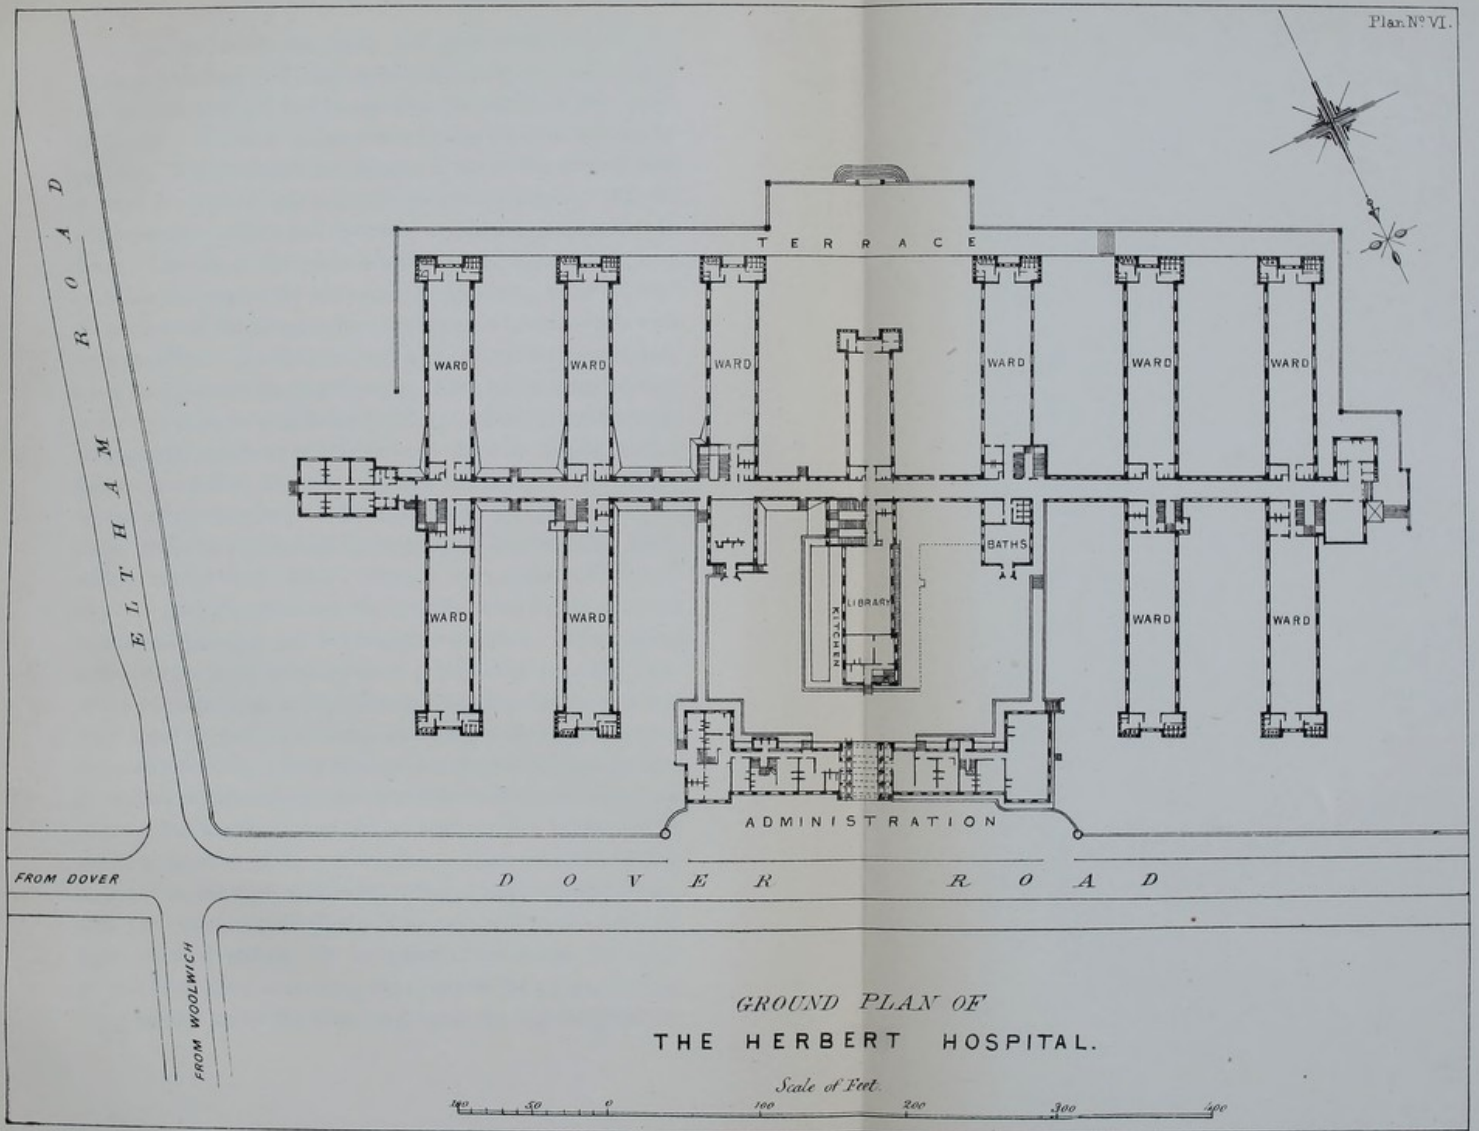 Plan No. VI.
ELTHAM ROAD
TERRACE
WARD
WARD
WARD
WARD
WARD
WARD
BATHS
LIBRARY
KITCHEN
WARD
WARD
WARD
WARD
ADMINISTRATION
FROM DOVER
DOVER ROAD
FROM WOOLWICH
GROUND PLAN OF
THE HERBERT HOSPITAL.
Scale of Feet.
100 50 0 100 200 300 400